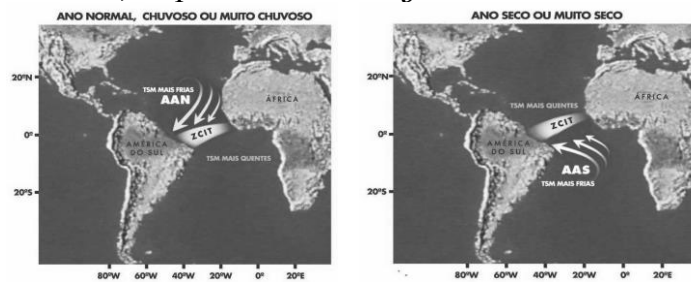 ANO NORMAL, CHUVOSO OU MUITO CHUVOSO
20°N
0°
20°S
TSM MAIS FRIAS
AAN
ÁFRICA
ZCIT
AMÉRICA
DO SUL
TSM MAIS QUENTES
80°W 60°W 40°W 20°W 0° 20°E
ANO SECO OU MUITO SECO
20°N
0°
20°S
TSM MAIS QUENTES
ÁFRICA
ZCIT
AMÉRICA
DO SUL
AAS
TSM MAIS FRIAS
80°W 60°W 40°W 20°W 0° 20°E